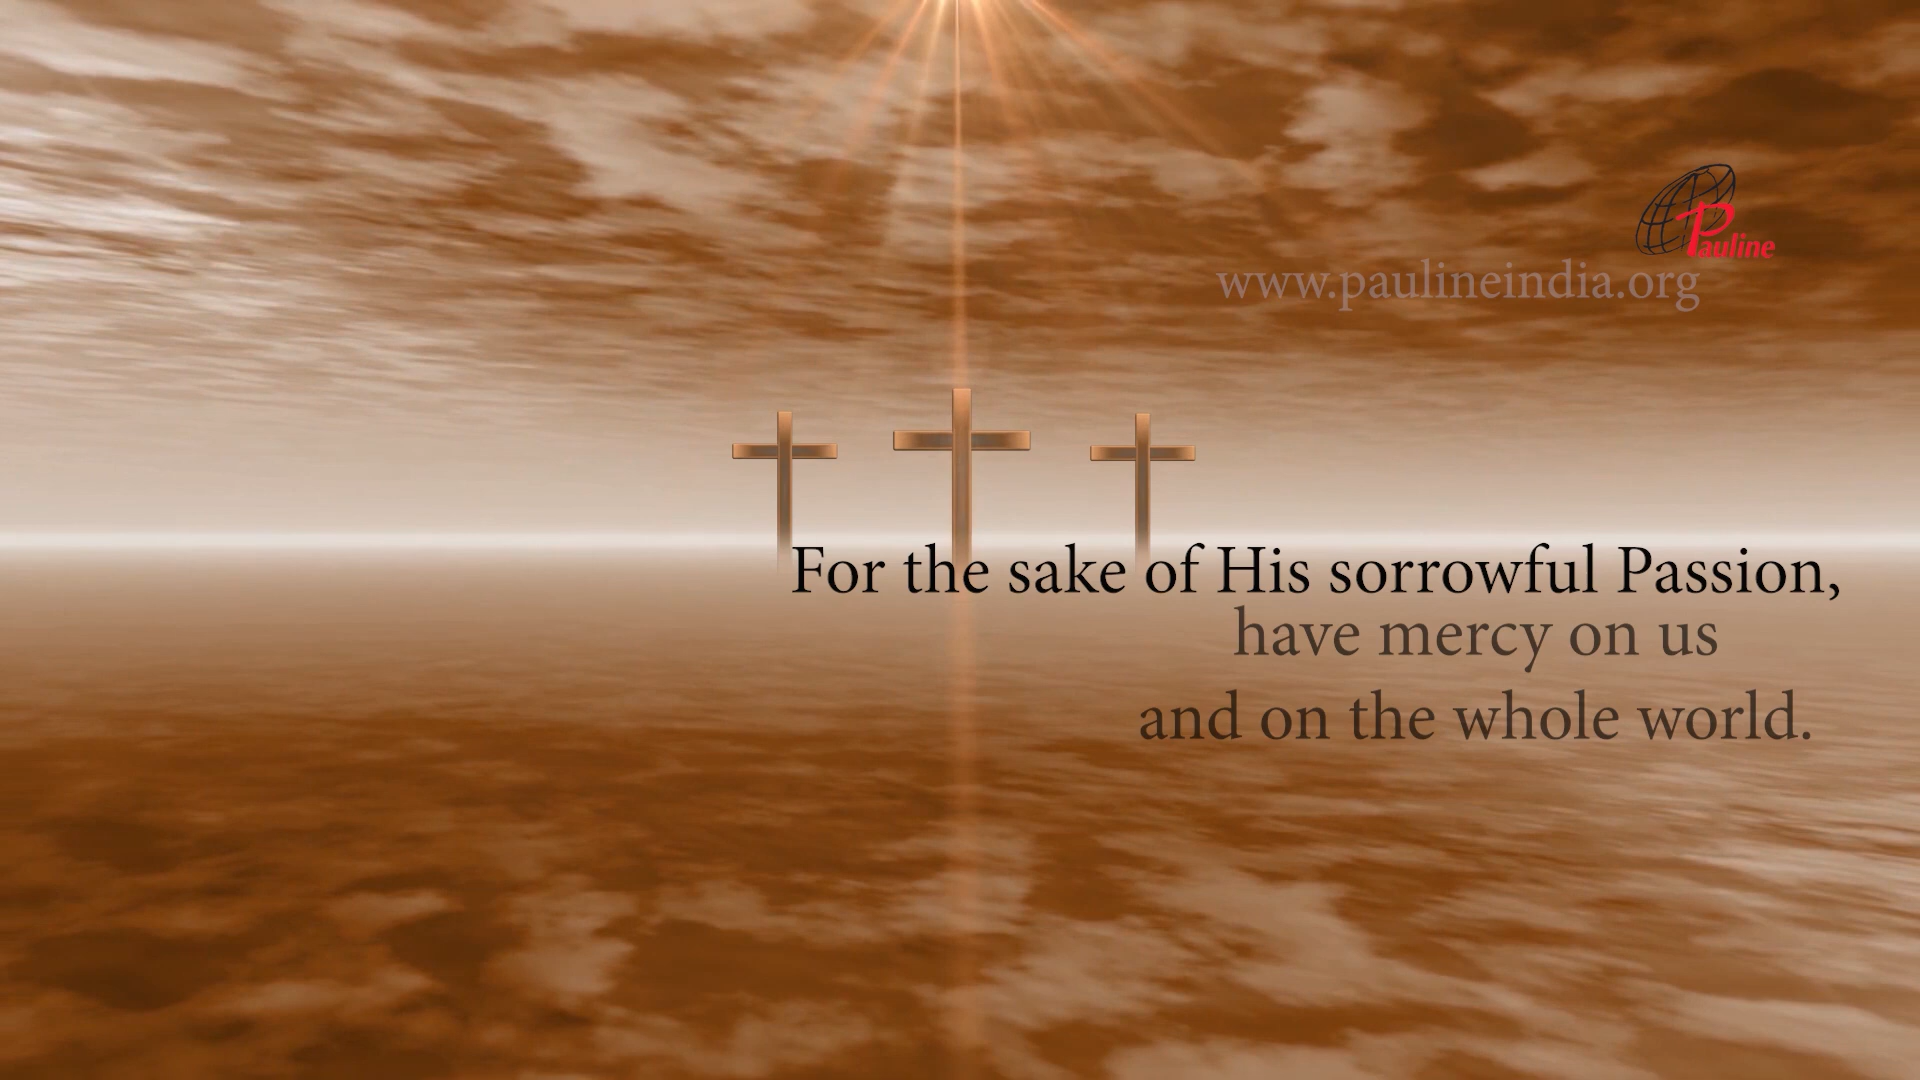 Pauline
www.paulineindia.org
For the sake of His sorrowful Passion,
have mercy on us
and on the whole world.